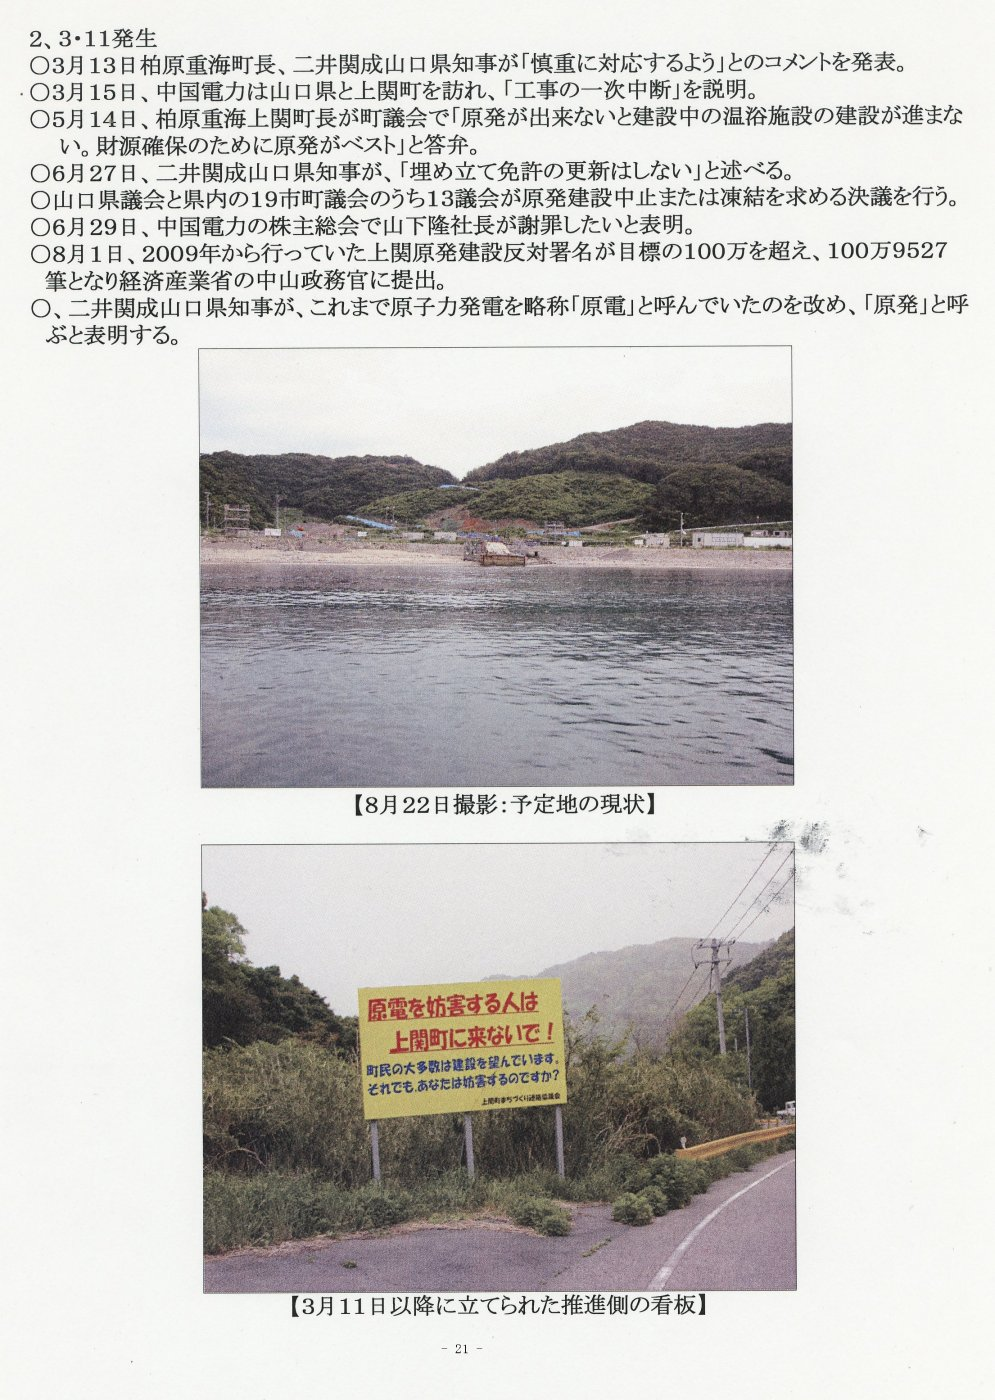 2、3・11発生
○3月13日柏原重海町長、二井関成山口県知事が「慎重に対応するよう」とのコメントを発表。
○3月15日、中国電力は山口県と上関町を訪れ、「工事の一次中断」を説明。
○5月14日、柏原重海上関町長が町議会で「原発が出来ないと建設中の温浴施設の建設が進まな
い。財源確保のために原発がベスト」と答弁。
○6月27日、二井関成山口県知事が、「埋め立て免許の更新はしない」と述べる。
○山口県議会と県内の19市町議会のうち13議会が原発建設中止または凍結を求める決議を行う。
○6月29日、中国電力の株主総会で山下隆社長が謝罪したいと表明。
○8月1日、2009年から行っていた上関原発建設反対署名が目標の100万を超え、100万9527
筆となり経済産業省の中山政務官に提出。
○、二井関成山口県知事が、これまで原子力発電を略称「原電」と呼んでいたのを改め、「原発」と呼
ぶと表明する。
【8月22日撮影：予定地の現状】
原電を妨害する人は
上関町に来ないで！
町民の大多数は建設を望んでいます。
それでも、あなたは妨害するのですか？
上関町まちづくり連絡協議会
【3月11日以降に立てられた推進側の看板】
- 21 -